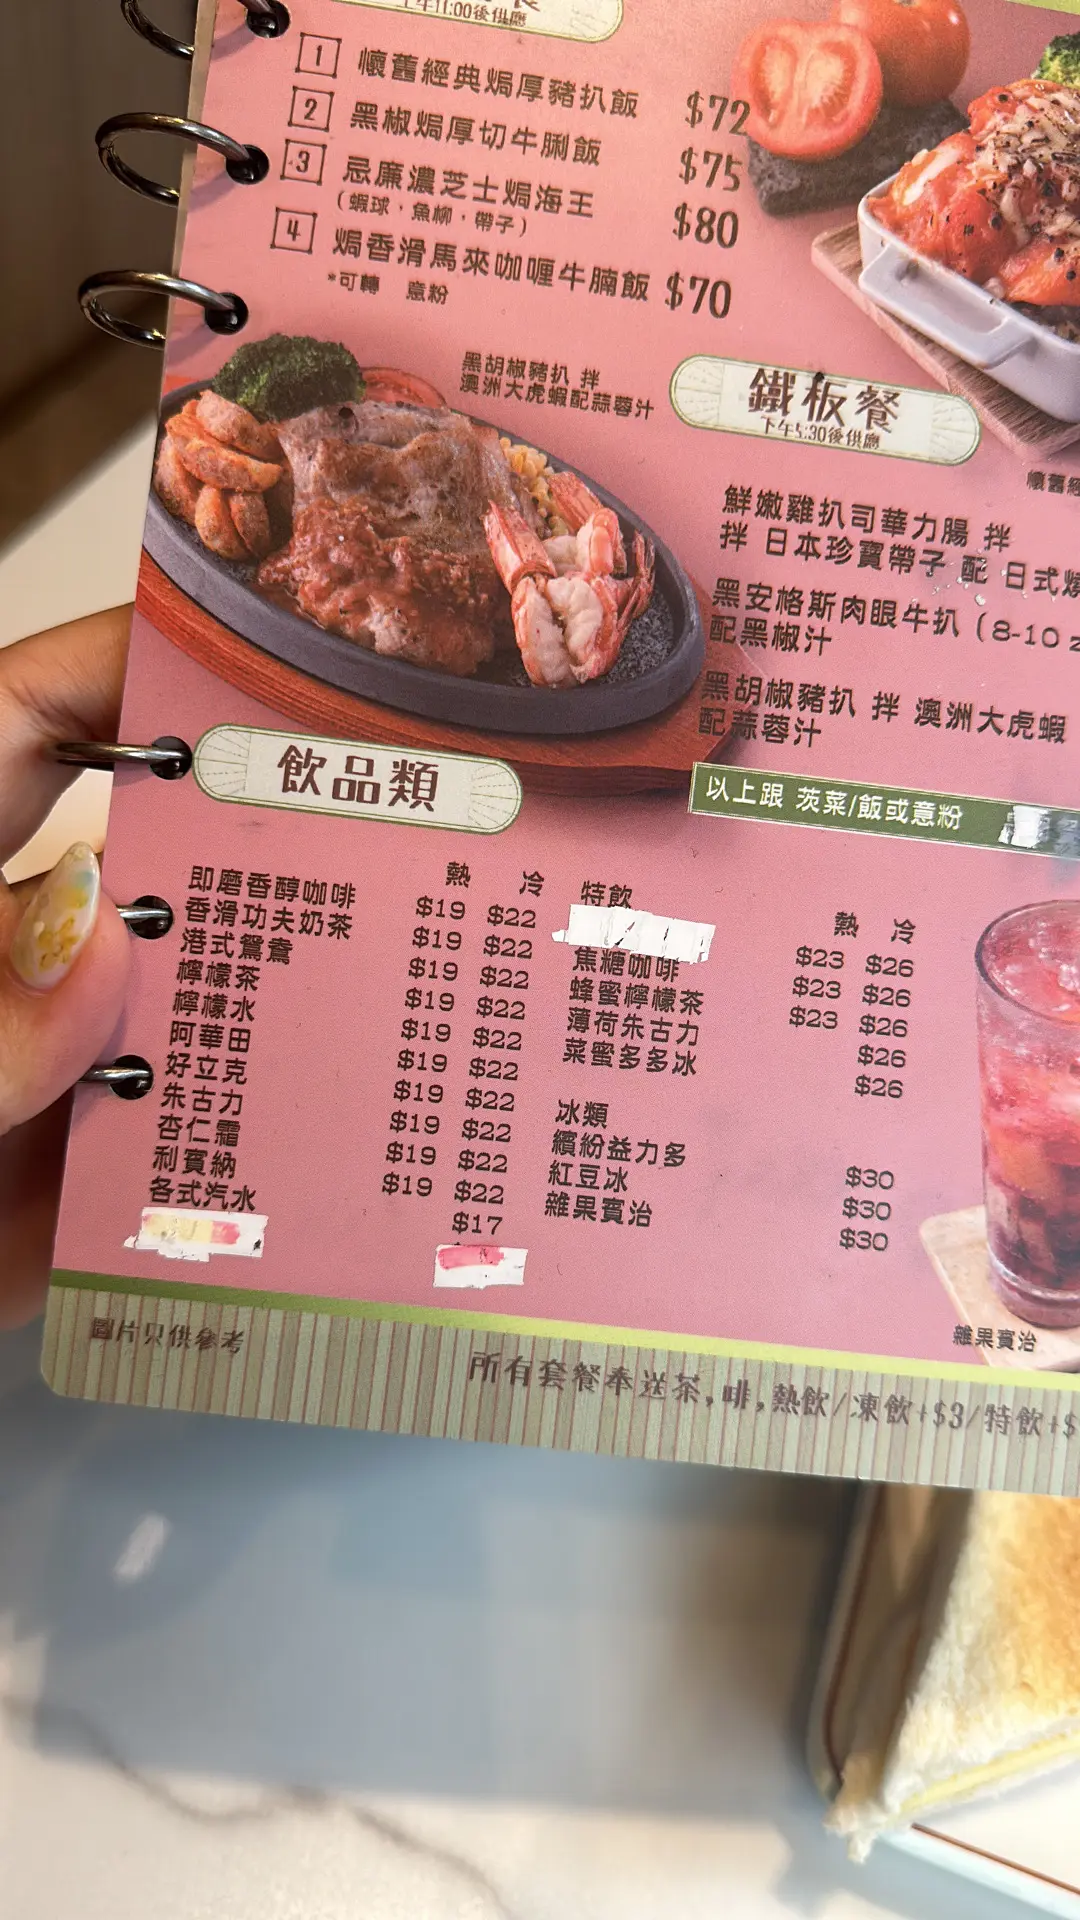 上午11:00後供應
1 懷舊經典焗厚豬扒飯 $72
2 黑椒焗厚切牛脷飯 $75
3 忌廉濃芝士焗海王 $80
(蝦球，魚柳，帶子)
4 焗香滑馬來咖喱牛腩飯 $70
*可轉 意粉
黑胡椒豬扒 拌
澳洲大虎蝦配蒜蓉汁
鐵板餐
下午5:30後供應
懷舊經
鮮嫩雞扒司華力腸 拌
拌 日本珍寶帶子 配 日式燒
黑安格斯肉眼牛扒 (8-10
配黑椒汁
黑胡椒豬扒 拌 澳洲大虎蝦
配蒜蓉汁
以上跟 茨菜/飯或意粉
飲品類
熱 冷
即磨香醇咖啡 $19 $22
香滑功夫奶茶 $19 $22
港式鴛鴦 $19 $22
檸檬茶 $19 $22
檸檬水 $19 $22
阿華田 $19 $22
好立克 $19 $22
朱古力 $19 $22
杏仁霜 $19 $22
利賓納 $19 $22
各式汽水 $17
特飲
熱 冷
焦糖咖啡 $23 $26
蜂蜜檸檬茶 $23 $26
薄荷朱古力 $23 $26
菜蜜多多冰 $26
$26
冰類
繽紛益力多 $30
紅豆冰 $30
雜果賓治 $30
雜果賓治
圖片只供參考
所有套餐奉送茶,啡,熱飲/凍飲+$3/特飲+$